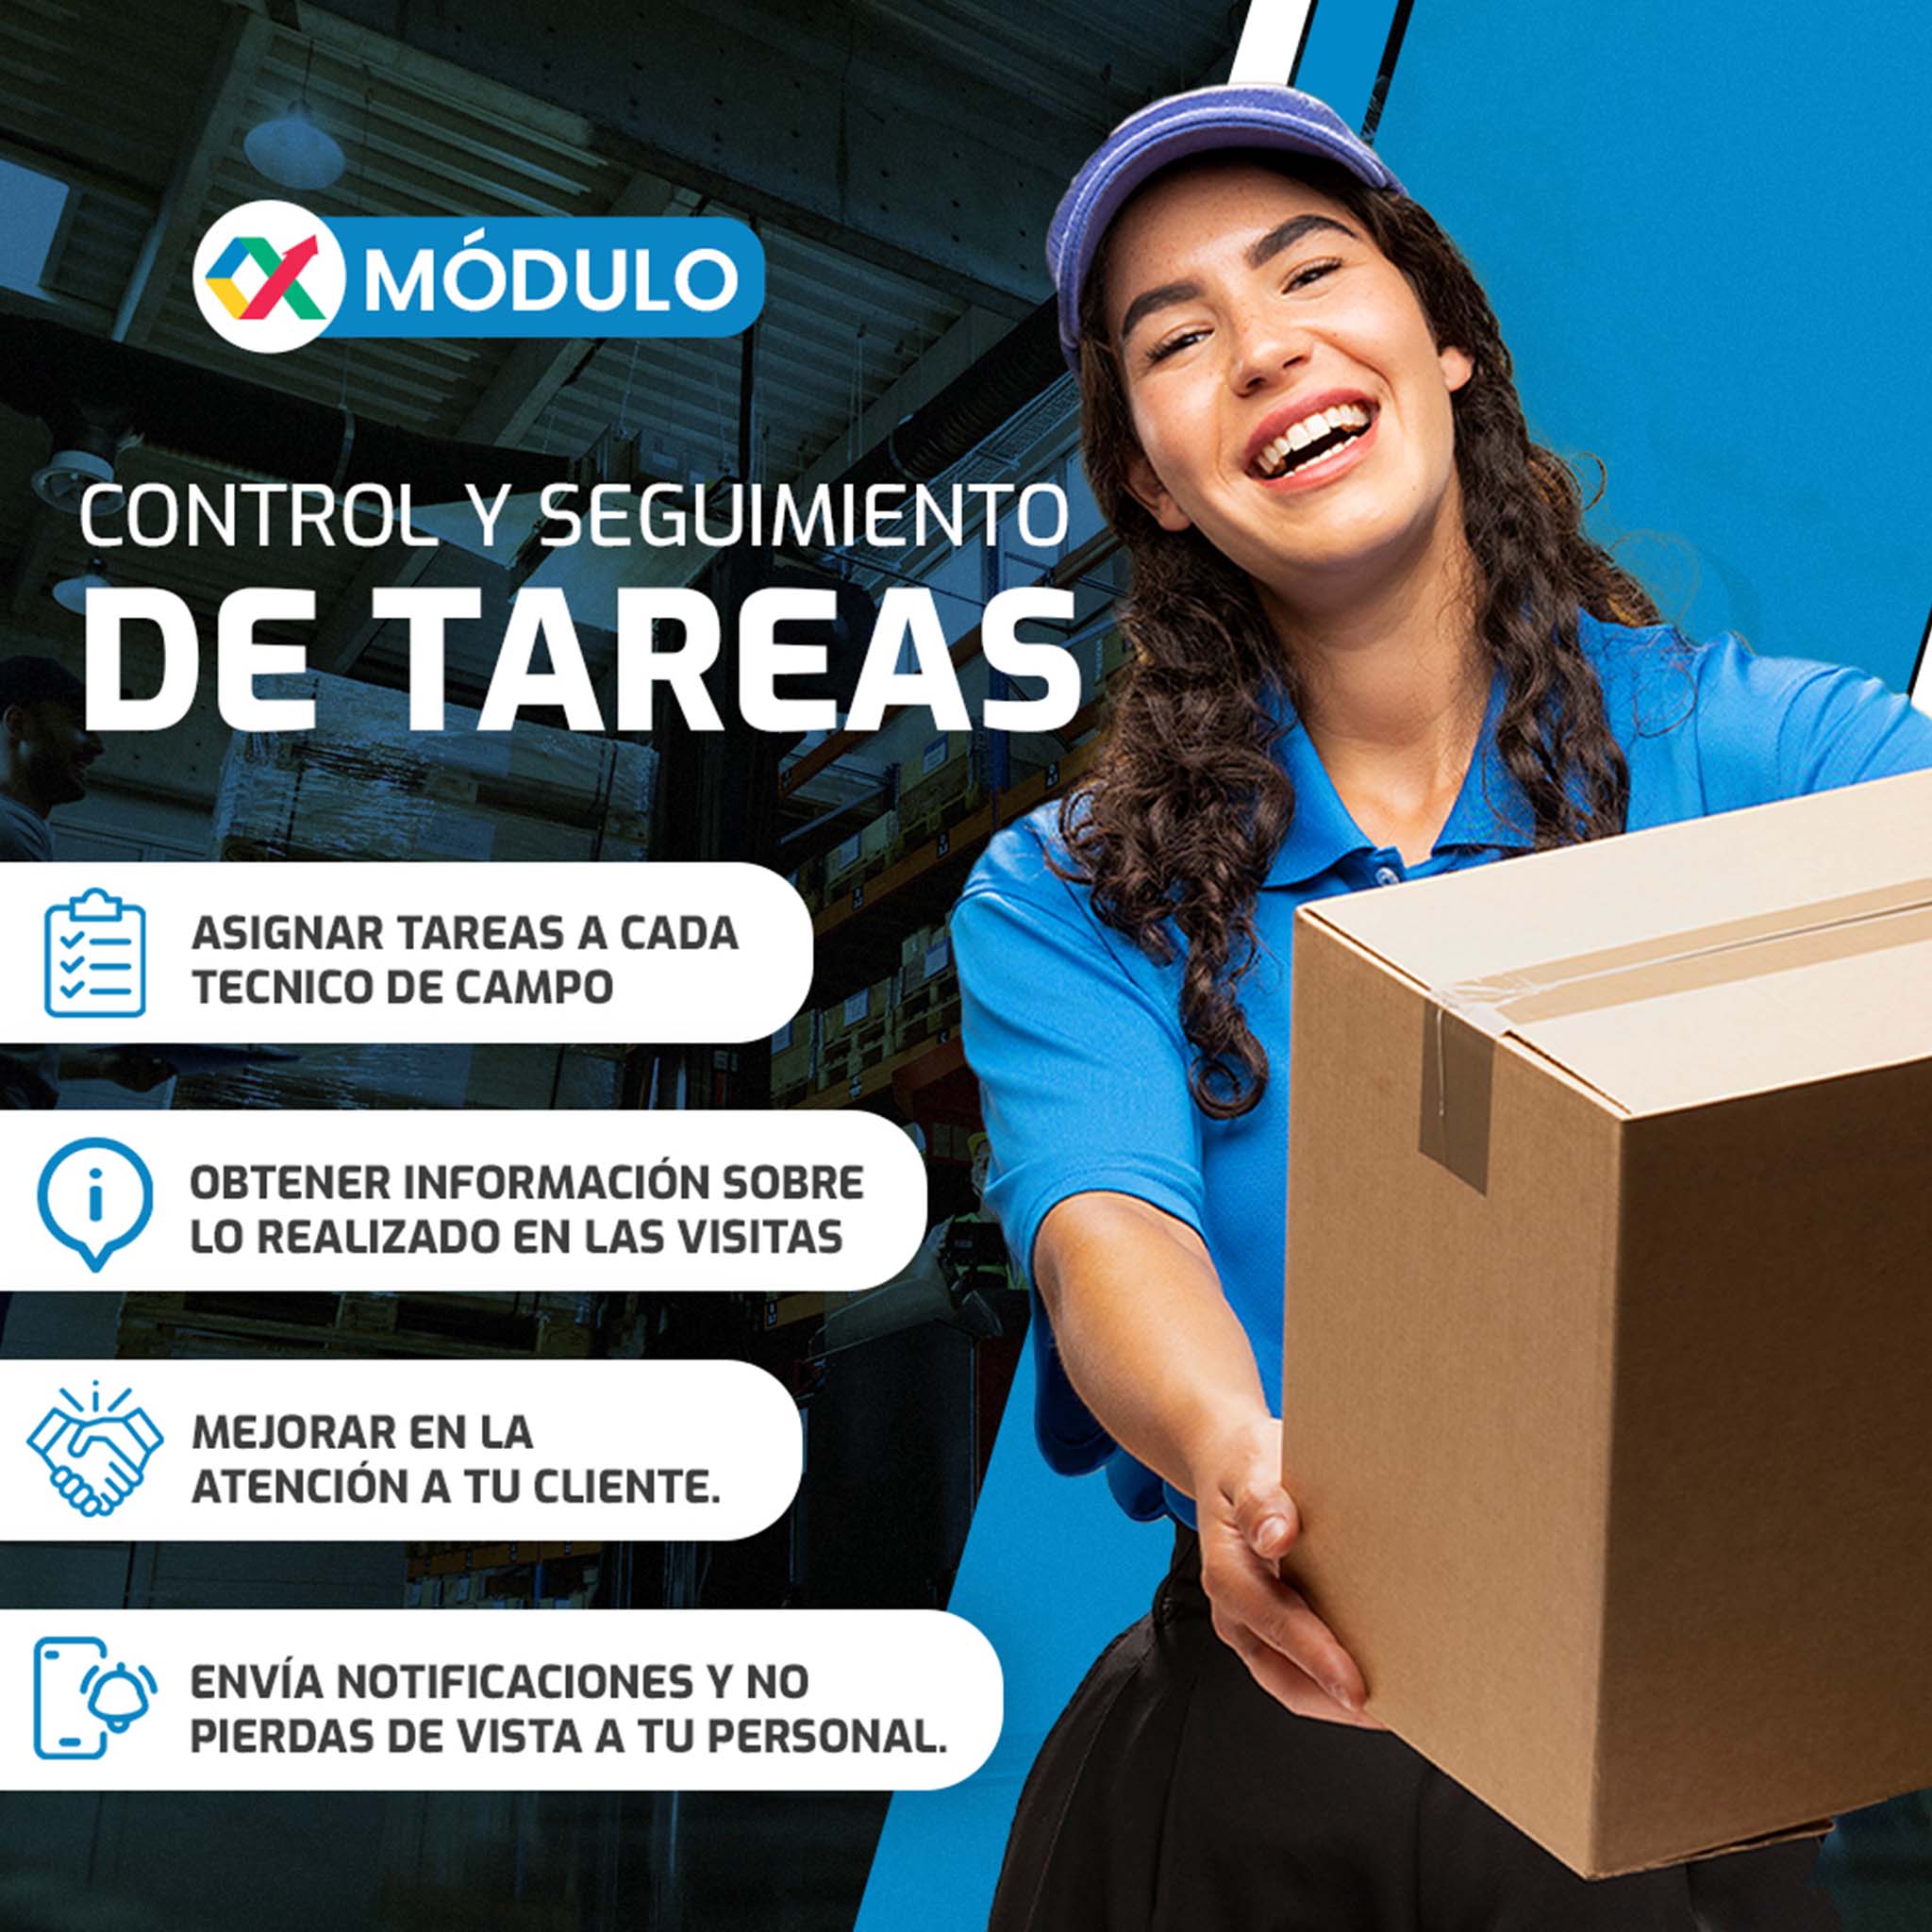 MÓDULO
CONTROL Y SEGUIMIENTO
DE TAREAS
ASIGNAR TAREAS A CADA
TECNICO DE CAMPO
OBTENER INFORMACIÓN SOBRE
LO REALIZADO EN LAS VISITAS
MEJORAR EN LA
ATENCIÓN A TU CLIENTE.
ENVÍA NOTIFICACIONES Y NO
PIERDAS DE VISTA A TU PERSONAL.